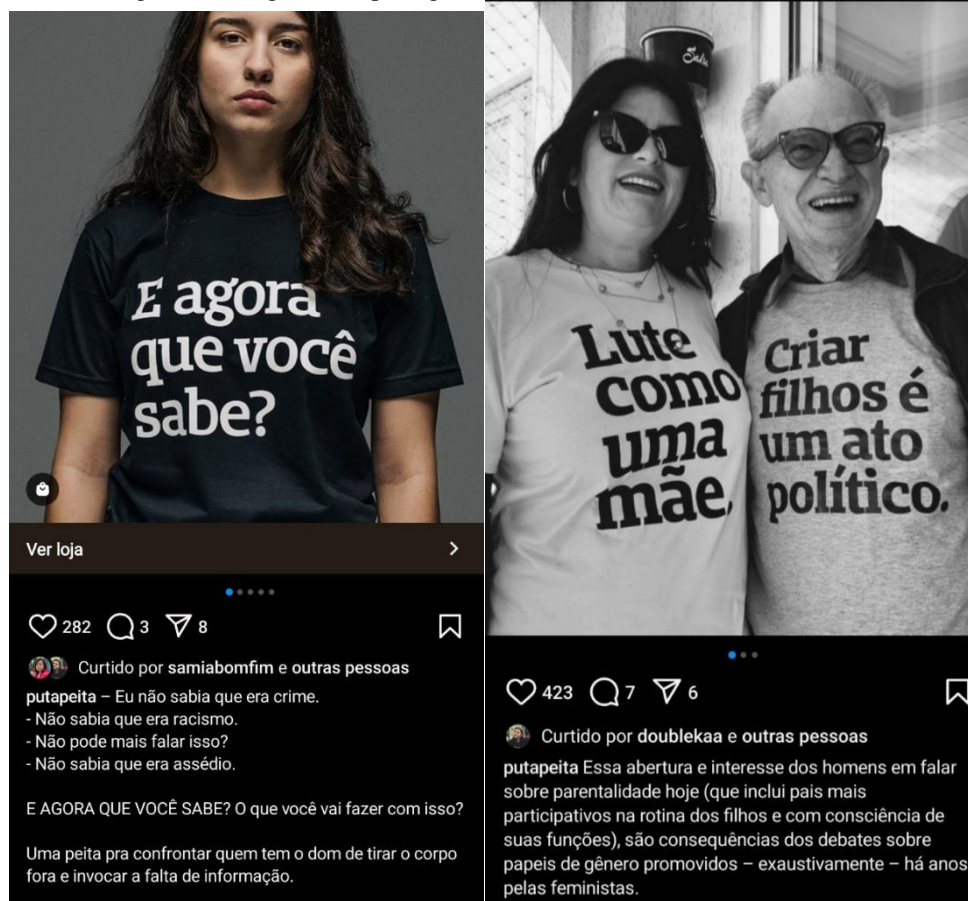 E agora
que você
sabe?
Ver loja
282 3 8
Curtido por samiabomfim e outras pessoas
putapeita – Eu não sabia que era crime.
- Não sabia que era racismo.
- Não pode mais falar isso?
- Não sabia que era assédio.
E AGORA QUE VOCÊ SABE? O que você vai fazer com isso?
Uma peita pra confrontar quem tem o dom de tirar o corpo
fora e invocar a falta de informação.
Lute
como
uma
mãe.
Criar
filhos é
um ato
político.
423 7 6
Curtido por doublekaa e outras pessoas
putapeita Essa abertura e interesse dos homens em falar
sobre parentalidade hoje (que inclui pais mais
participativos na rotina dos filhos e com consciência de
suas funções), são consequências dos debates sobre
papeis de gênero promovidos – exaustivamente – há anos
pelas feministas.